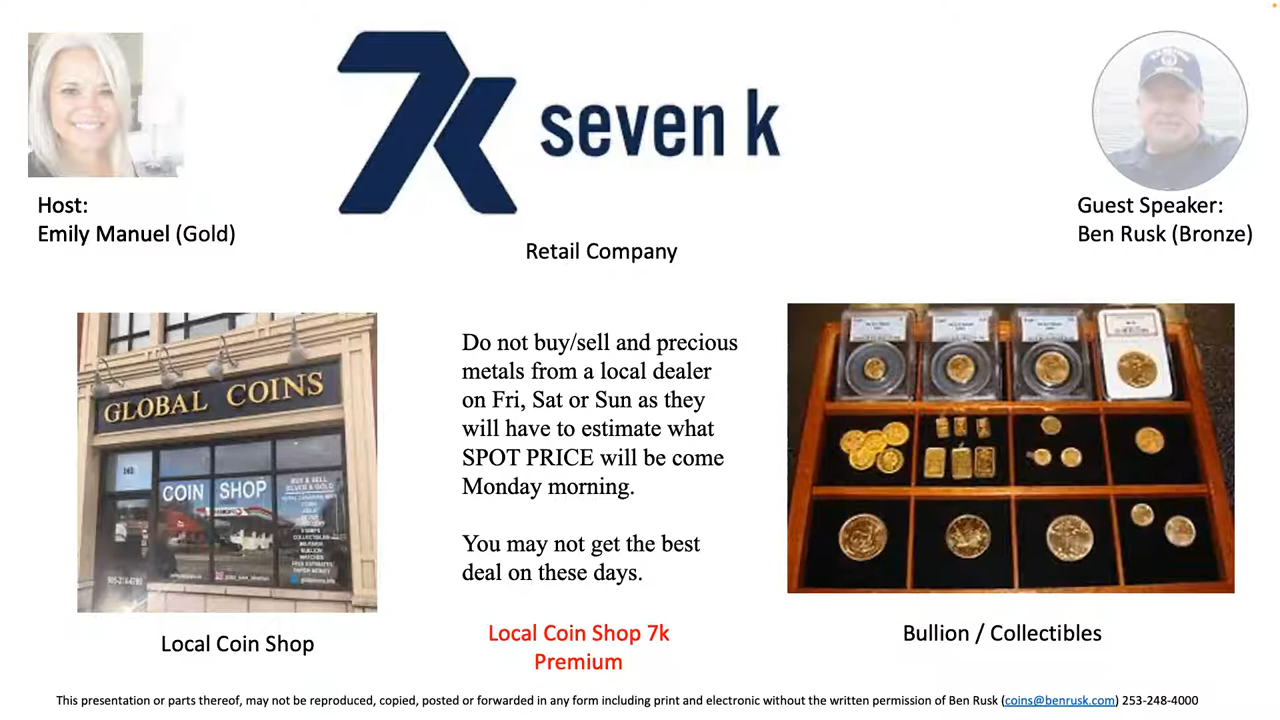 7k seven k
Host:
Emily Manuel (Gold)
Guest Speaker:
Ben Rusk (Bronze)
Retail Company
GLOBAL COINS
COIN SHOP
BUY & SELL
SILVER & GOLD
Do not buy/sell and precious
metals from a local dealer
on Fri, Sat or Sun as they
will have to estimate what
SPOT PRICE will be come
Monday morning.
You may not get the best
deal on these days.
Local Coin Shop
Local Coin Shop 7k
Premium
Bullion / Collectibles
This presentation or parts thereof, may not be reproduced, copied, posted or forwarded in any form including print and electronic without the written permission of Ben Rusk (coins@benrusk.com) 253-248-4000